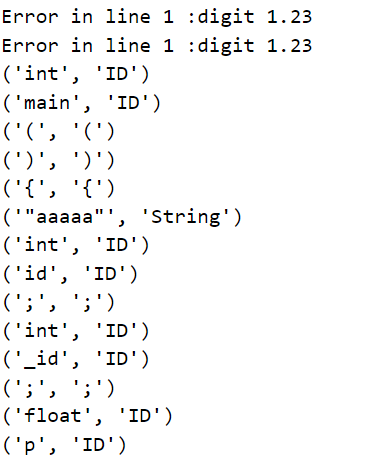 Error in line 1 :digit 1.23
Error in line 1 :digit 1.23
('int', 'ID')
('main', 'ID')
('(', '(')
(')', ')')
('{', '{')
('"aaaaa"', 'String')
('int', 'ID')
('id', 'ID')
(';', ';')
('int', 'ID')
('_id', 'ID')
(';', ';')
('float', 'ID')
('p', 'ID')